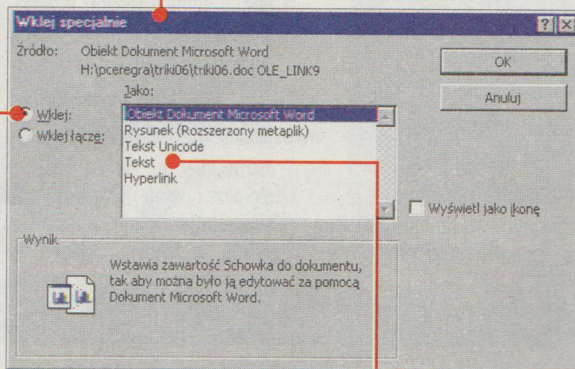 Wklej specjalnie
Źródło: Obiekt Dokument Microsoft Word
H:\pceregra\triki06\triki06.doc OLE_LINK9
OK
Anuluj
Jako:
Wklej:
Wklej łącze:
Obiekt Dokument Microsoft Word
Rysunek (Rozszerzony metaplik)
Tekst Unicode
Tekst
Hyperlink
Wyświetl jako ikonę
Wynik
Wstawia zawartość Schowka do dokumentu,
tak aby można było ją edytować za pomocą
Dokument Microsoft Word.